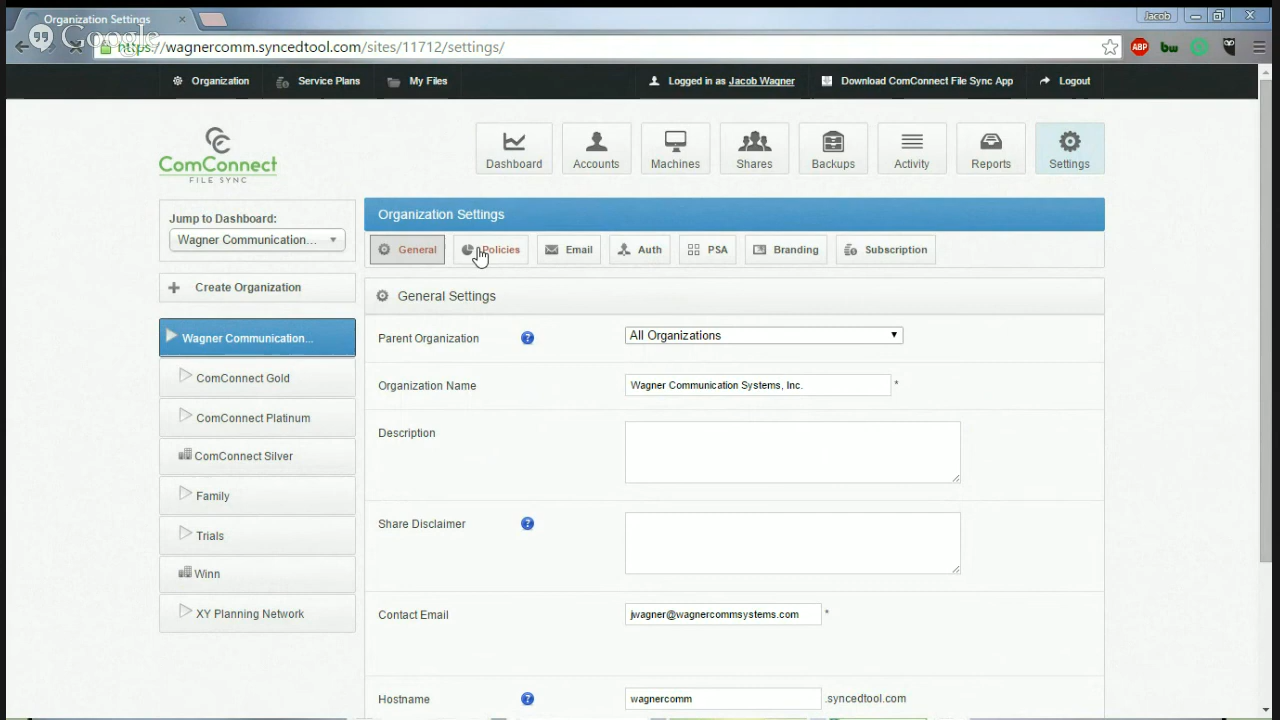 Organization Settings
Jacob
Google
https://wagnercomm.syncedtool.com/sites/11712/settings/
ABP
bw
Organization
Service Plans
My Files
Logged in as Jacob Wagner
Download ComConnect File Sync App
Logout
ComConnect
FILE SYNC
Dashboard
Accounts
Machines
Shares
Backups
Activity
Reports
Settings
Jump to Dashboard:
Wagner Communication...
Create Organization
Wagner Communication...
ComConnect Gold
ComConnect Platinum
ComConnect Silver
Family
Trials
Winn
XY Planning Network
Organization Settings
General
Policies
Email
Auth
PSA
Branding
Subscription
General Settings
Parent Organization ?
All Organizations
Organization Name
Wagner Communication Systems, Inc. *
Description
Share Disclaimer ?
Contact Email
jwagner@wagnercommsystems.com *
Hostname ?
wagnercomm .syncedtool.com